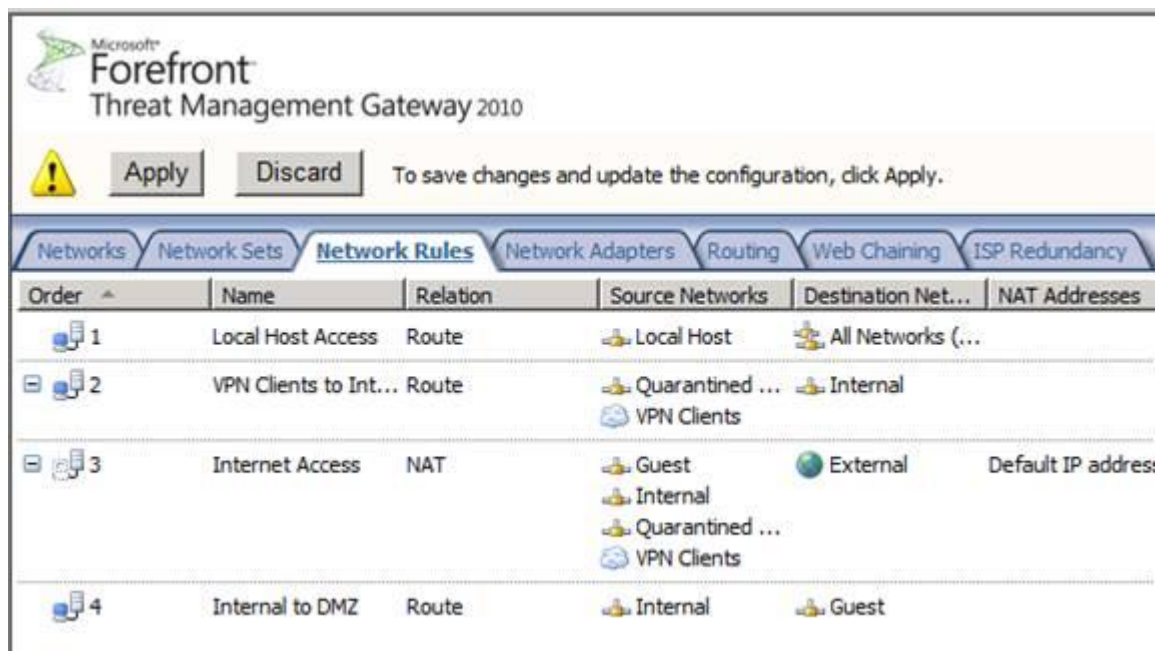 Microsoft
Forefront
Threat Management Gateway 2010
Apply Discard To save changes and update the configuration, click Apply.
Networks Network Sets Network Rules Network Adapters Routing Web Chaining ISP Redundancy
Order Name Relation Source Networks Destination Net... NAT Addresses
1 Local Host Access Route Local Host All Networks (...
2 VPN Clients to Int... Route Quarantined ... Internal
VPN Clients
3 Internet Access NAT Guest External Default IP address
Internal
Quarantined ...
VPN Clients
4 Internal to DMZ Route Internal Guest